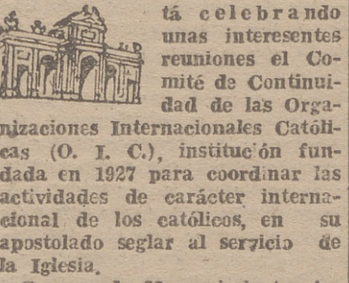 tá celebrando
unas interesentes
reuniones el Co-
mité de Continui-
dad de las Orga-
nizaciones Internacionales Católi-
cas (O. I. C.), institución fun-
dada en 1927 para coordinar las
actividades de carácter interna-
cional de los católicos, en su
apostolado seglar al servicio de
la Iglesia.